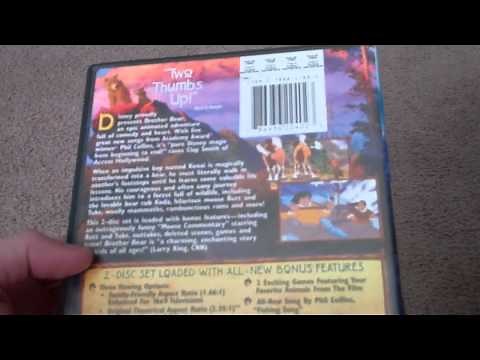 "Two
Thumbs
Up!"
Disney proudly
presents Brother Bear,
an epic animated adventure
full of comedy and heart. With five
great new songs from Academy Award®
winner Phil Collins, it's "pure Disney magic
from beginning to end!" raves Clay Smith of
Access Hollywood.
When an impulsive boy named Kenai is magically
transformed into a bear, he must literally walk in
another's footsteps until he learns some valuable life
lessons. His courageous and often zany journey
introduces him to a forest full of wildlife, including
the lovable bear cub Koda, hilarious moose Rutt and
Tuke, woolly mammoths, rambunctious rams and more!
This 2-disc set is loaded with bonus features—including
an outrageously funny "Moose Commentary" starring
Rutt and Tuke, outtakes, deleted scenes, games and
more! Brother Bear is "a charming, enchanting story
kids of all ages!" (Larry King, CNN)
2-DISC SET LOADED WITH ALL-NEW BONUS FEATURES
Three Viewing Options:
Family-Friendly Aspect Ratio (1.66:1)
Enhanced For 16x9 Televisions
Original Theatrical Aspect Ratio
2 Exciting Games Featuring Your
Favorite Animals From The Film
All-New Song By Phil Collins,
"Fishing Song"